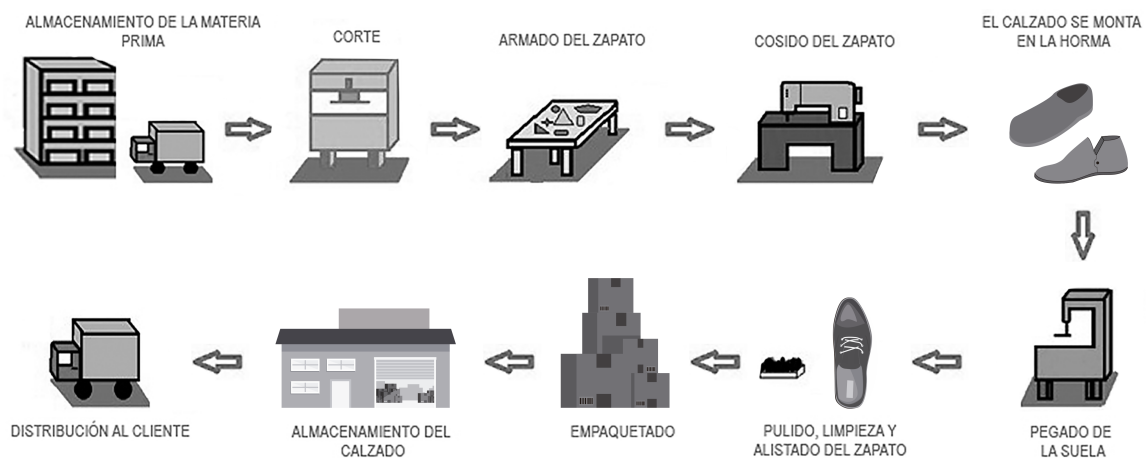 ALMACENAMIENTO DE LA MATERIA
PRIMA
CORTE
ARMADO DEL ZAPATO
COSIDO DEL ZAPATO
EL CALZADO SE MONTA
EN LA HORMA
PEGADO DE
LA SUELA
PULIDO, LIMPIEZA Y
ALISTADO DEL ZAPATO
EMPAQUETADO
ALMACENAMIENTO DEL
CALZADO
DISTRIBUCIÓN AL CLIENTE